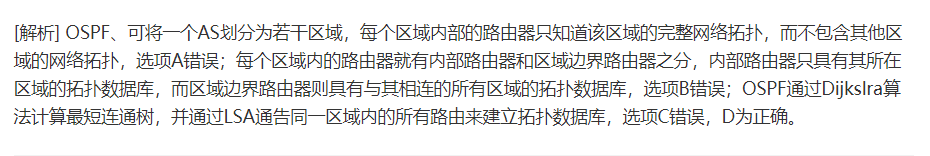 [解析] OSPF、可将一个AS划分为若干区域，每个区域内部的路由器只知道该区域的完整网络拓扑，而不包含其他区
域的网络拓扑，选项A错误；每个区域内的路由器就有内部路由器和区域边界路由器之分，内部路由器只具有其所在
区域的拓扑数据库，而区域边界路由器则具有与其相连的所有区域的拓扑数据库，选项B错误；OSPF通过Dijkslra算
法计算最短连通树，并通过LSA通告同一区域内的所有路由来建立拓扑数据库，选项C错误，D为正确。